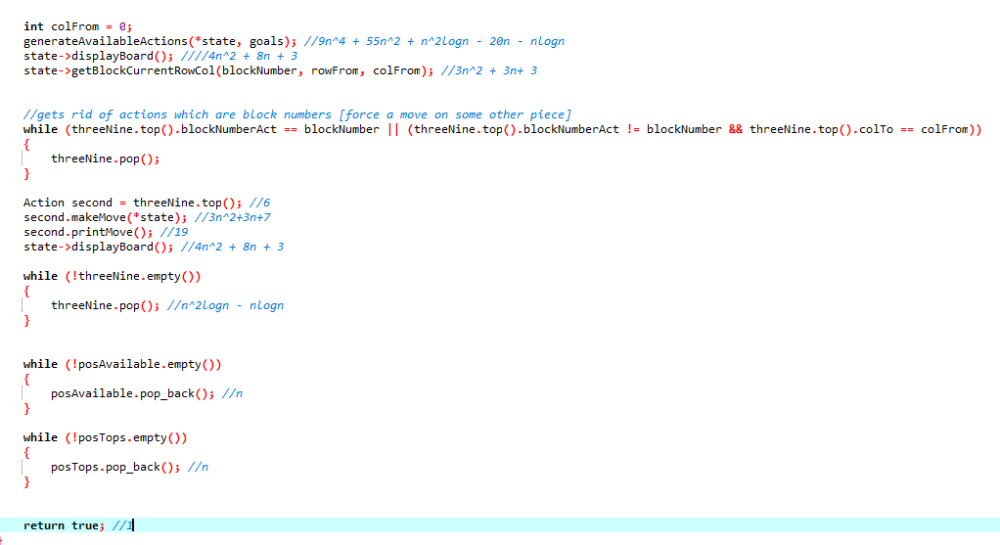 int colFrom = 0;
generateAvailableActions(*state, goals); //9n^4 + 55n^2 + n^2logn - 20n - nlogn
state->displayBoard(); ////4n^2 + 8n + 3
state->getBlockCurrentRowCol(blockNumber, rowFrom, colFrom); //3n^2 + 3n+ 3
//gets rid of actions which are block numbers [force a move on some other piece]
while (threeNine.top().blockNumberAct == blockNumber || (threeNine.top().blockNumberAct != blockNumber && threeNine.top().colTo == colFrom))
{
threeNine.pop();
}
Action second = threeNine.top(); //6
second.makeMove(*state); //3n^2+3n+7
second.printMove(); //19
state->displayBoard(); //4n^2 + 8n + 3
while (!threeNine.empty())
{
threeNine.pop(); //n^2logn - nlogn
}
while (!posAvailable.empty())
{
posAvailable.pop_back(); //n
}
while (!posTops.empty())
{
posTops.pop_back(); //n
}
return true; //1
}